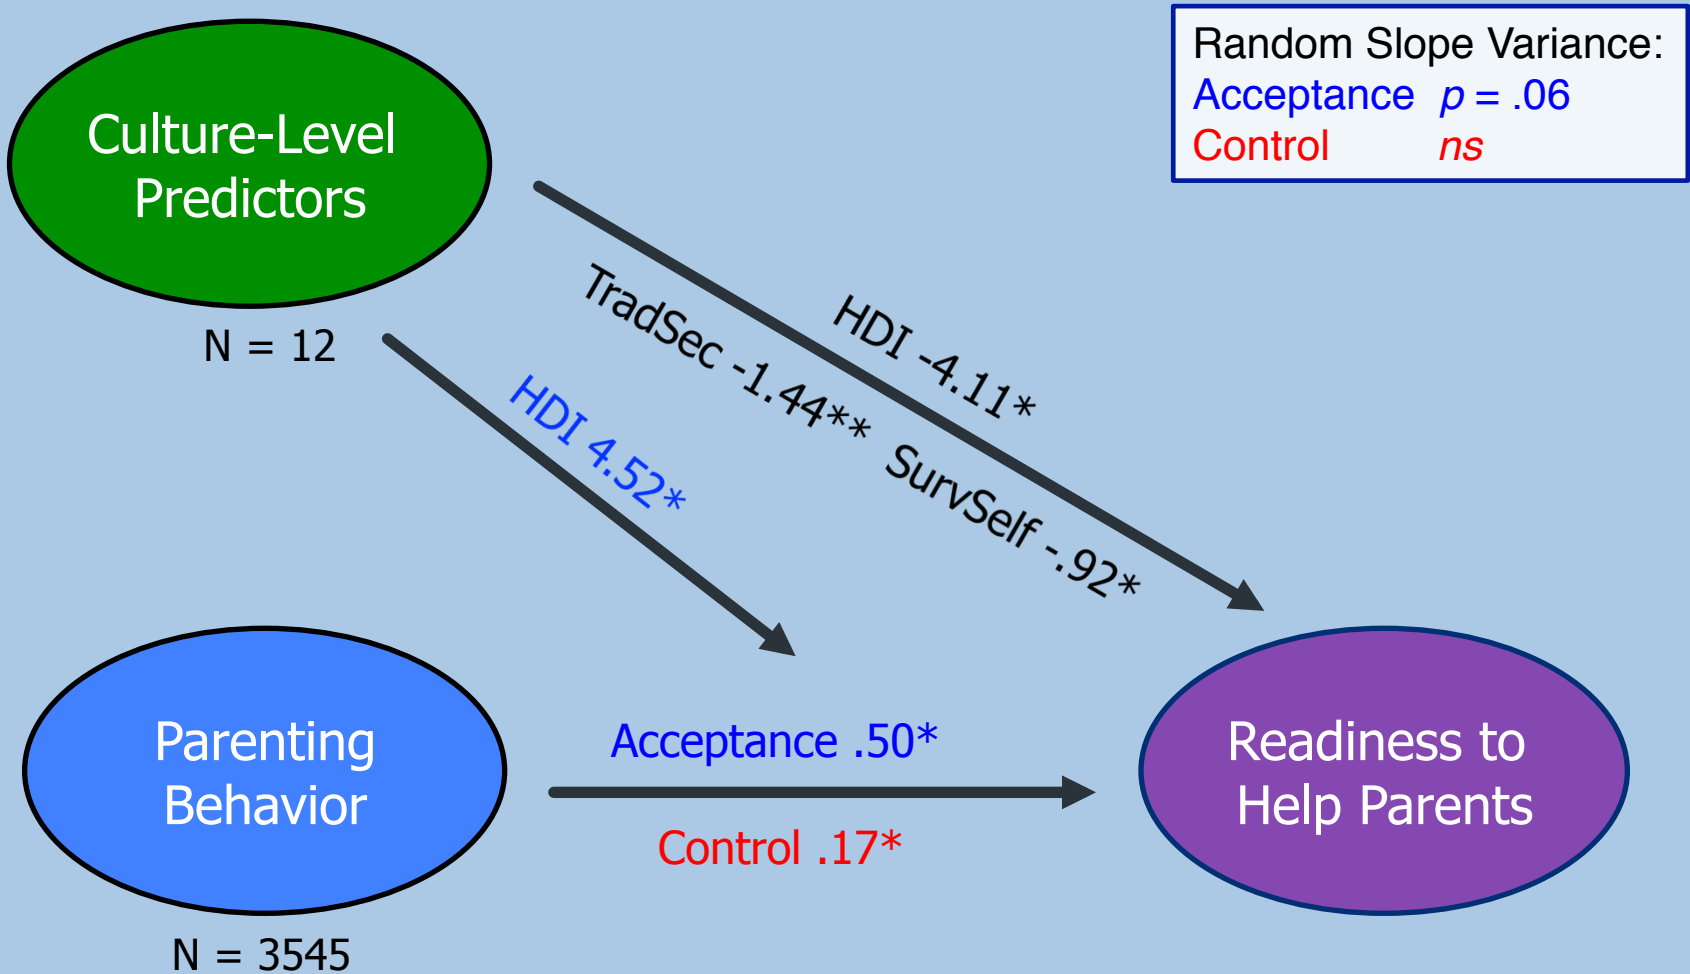 Random Slope Variance:
Acceptance p = .06
Control ns
Culture-Level
Predictors
N = 12
HDI -4.11*
TradSec -1.44** SurvSelf -.92*
HDI 4.52*
Parenting
Behavior
N = 3545
Acceptance .50*
Control .17*
Readiness to
Help Parents